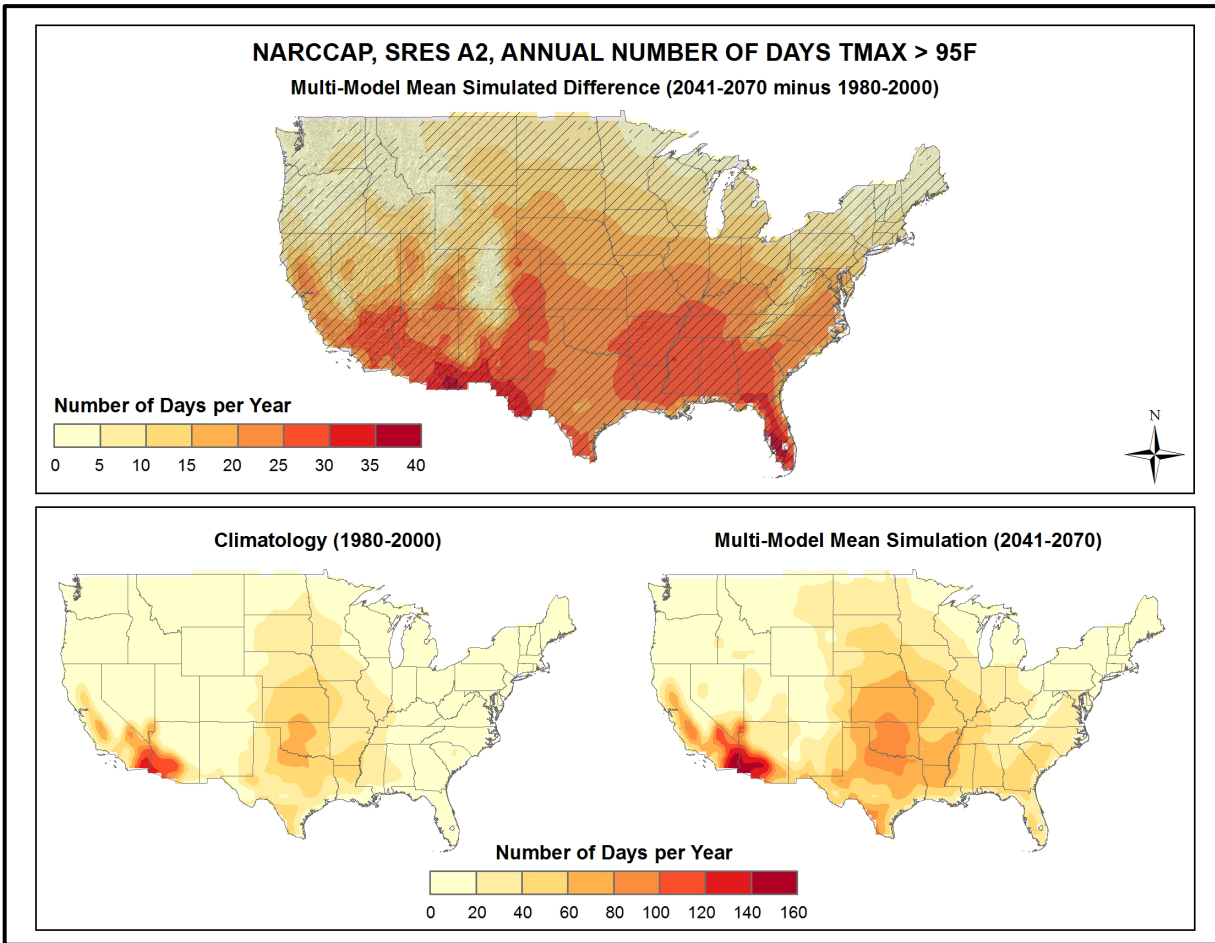 NARCCAP, SRES A2, ANNUAL NUMBER OF DAYS TMAX > 95F
Multi-Model Mean Simulated Difference (2041-2070 minus 1980-2000)
Number of Days per Year
0 5 10 15 20 25 30 35 40
N
Climatology (1980-2000)
Multi-Model Mean Simulation (2041-2070)
Number of Days per Year
0 20 40 60 80 100 120 140 160